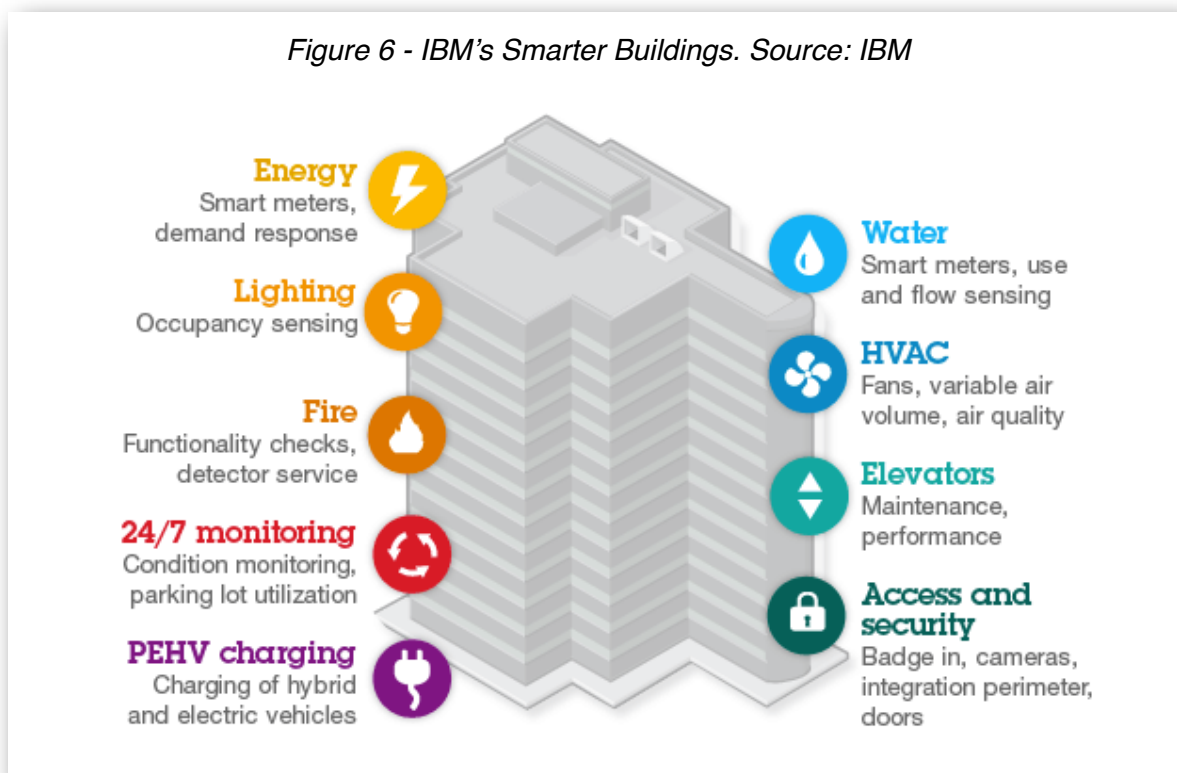 Figure 6 - IBM's Smarter Buildings. Source: IBM
Energy
Smart meters,
demand response
Lighting
Occupancy sensing
Fire
Functionality checks,
detector service
24/7 monitoring
Condition monitoring,
parking lot utilization
PEHV charging
Charging of hybrid
and electric vehicles
Water
Smart meters, use
and flow sensing
HVAC
Fans, variable air
volume, air quality
Elevators
Maintenance,
performance
Access and
security
Badge in, cameras,
integration perimeter,
doors